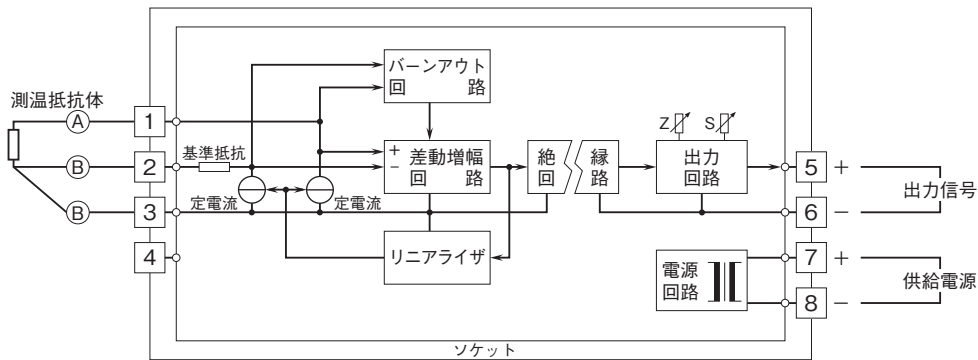 測温抵抗体
A
B
B
1
2
3
4
基準抵抗
定電流
定電流
バーンアウト
回路
+
−
差動増幅
回路
リニアライザ
絶縁
回路
Z
S
出力
回路
電源
回路
5
6
7
8
+
−
出力信号
+
−
供給電源
ソケット